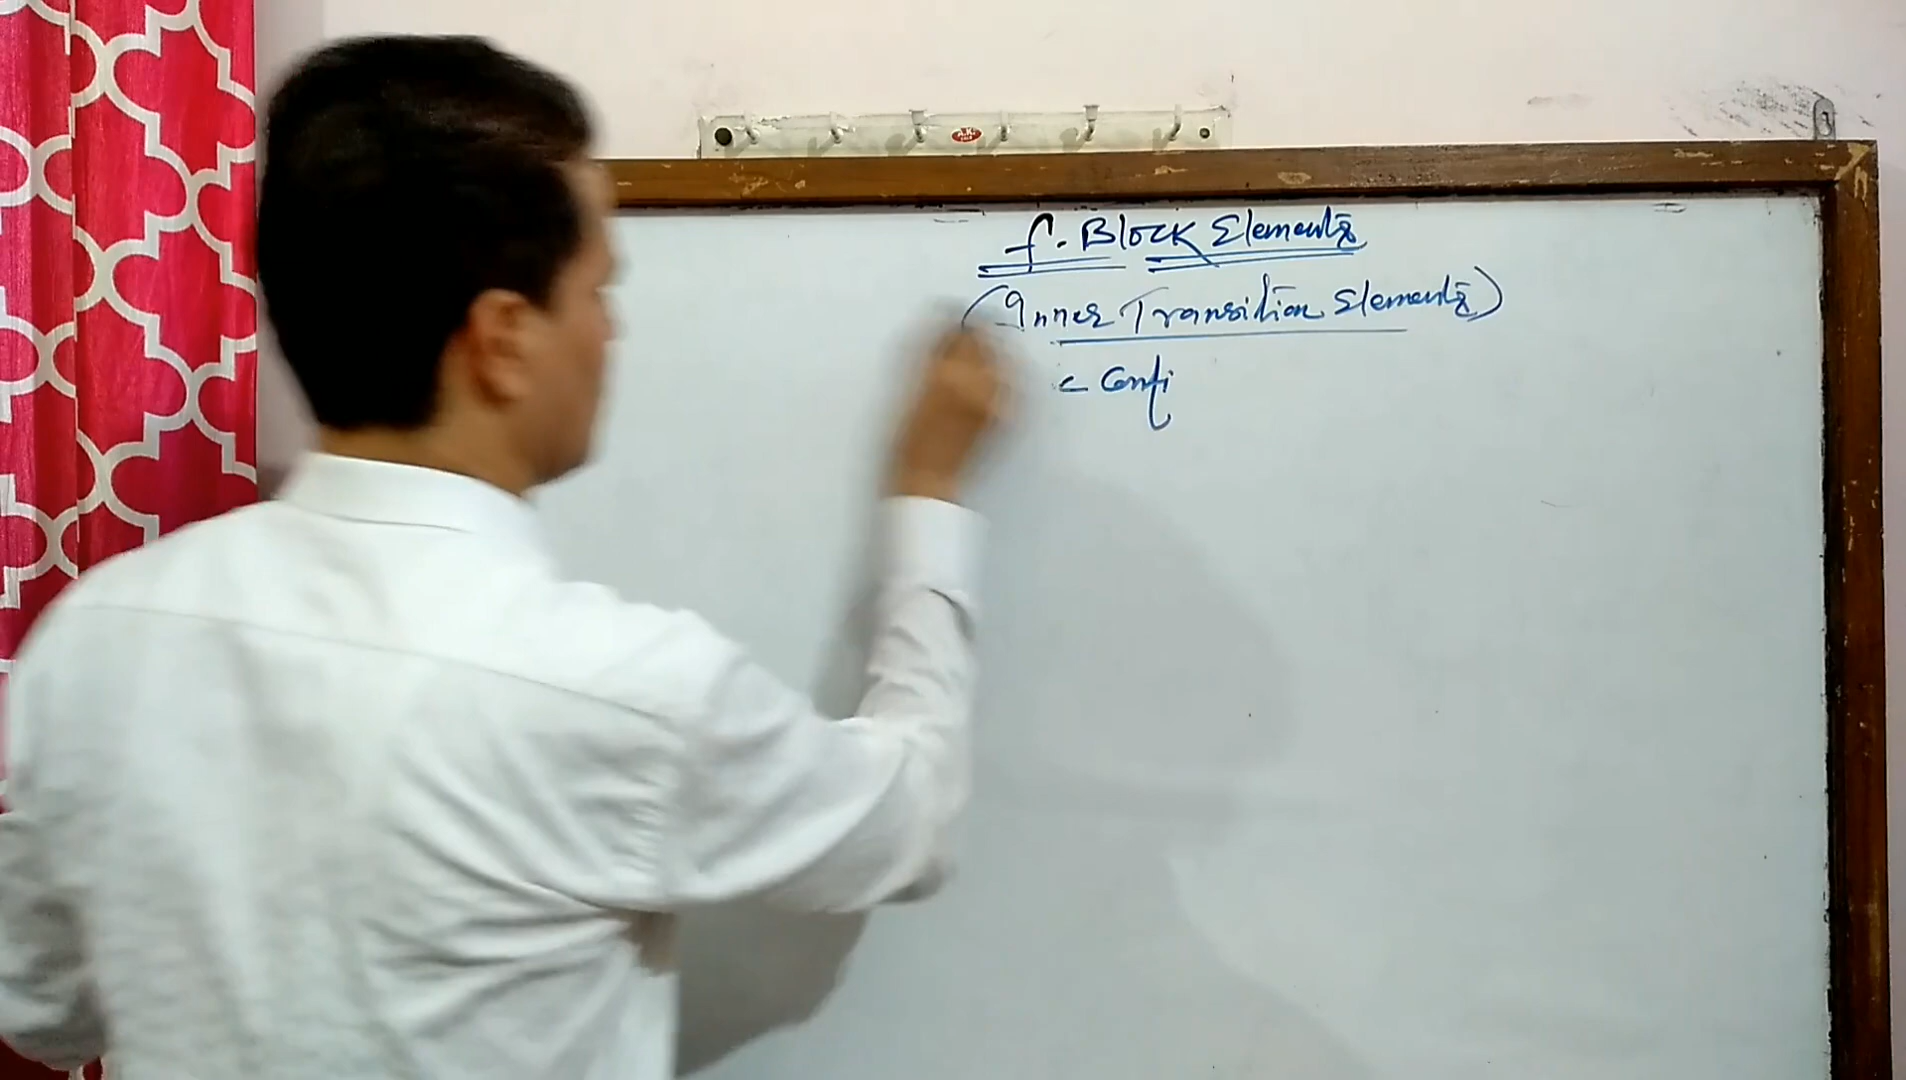 f. Block Elements
(Inner Transition Elements)
c Confi